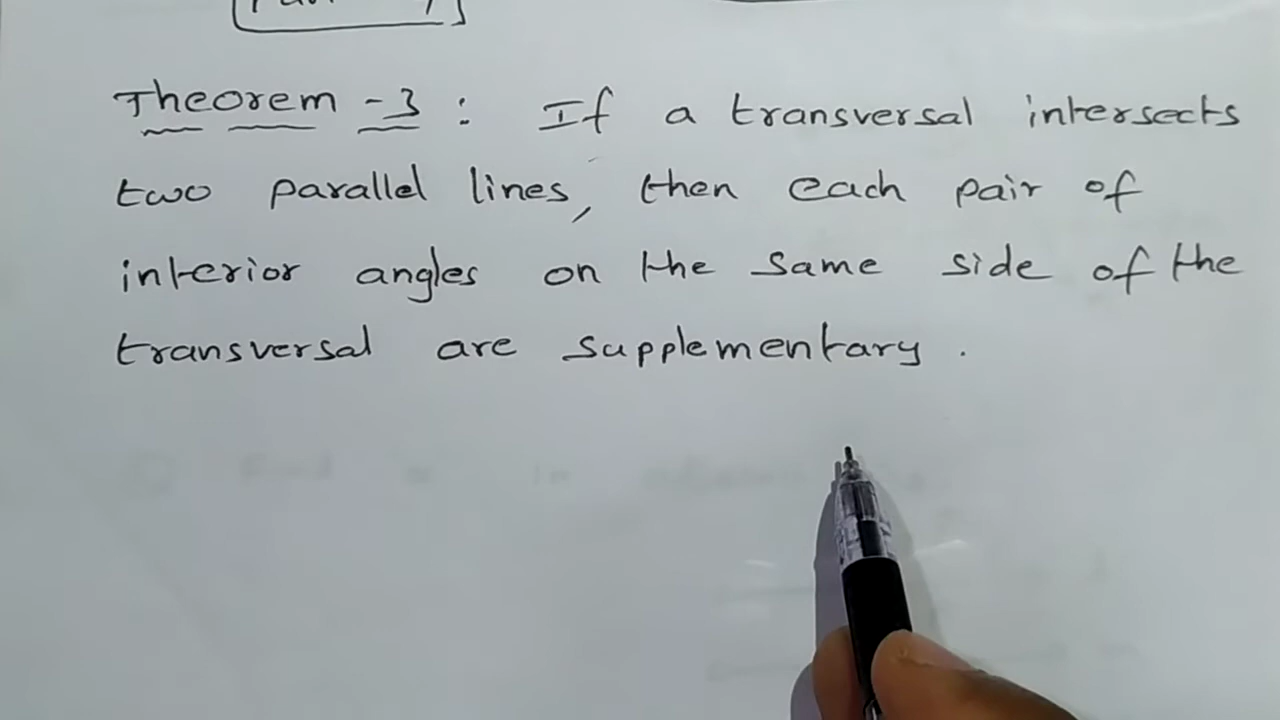 Theorem - 3 : If a transversal intersects
two parallel lines, then each pair of
interior angles on the same side of the
transversal are supplementary.